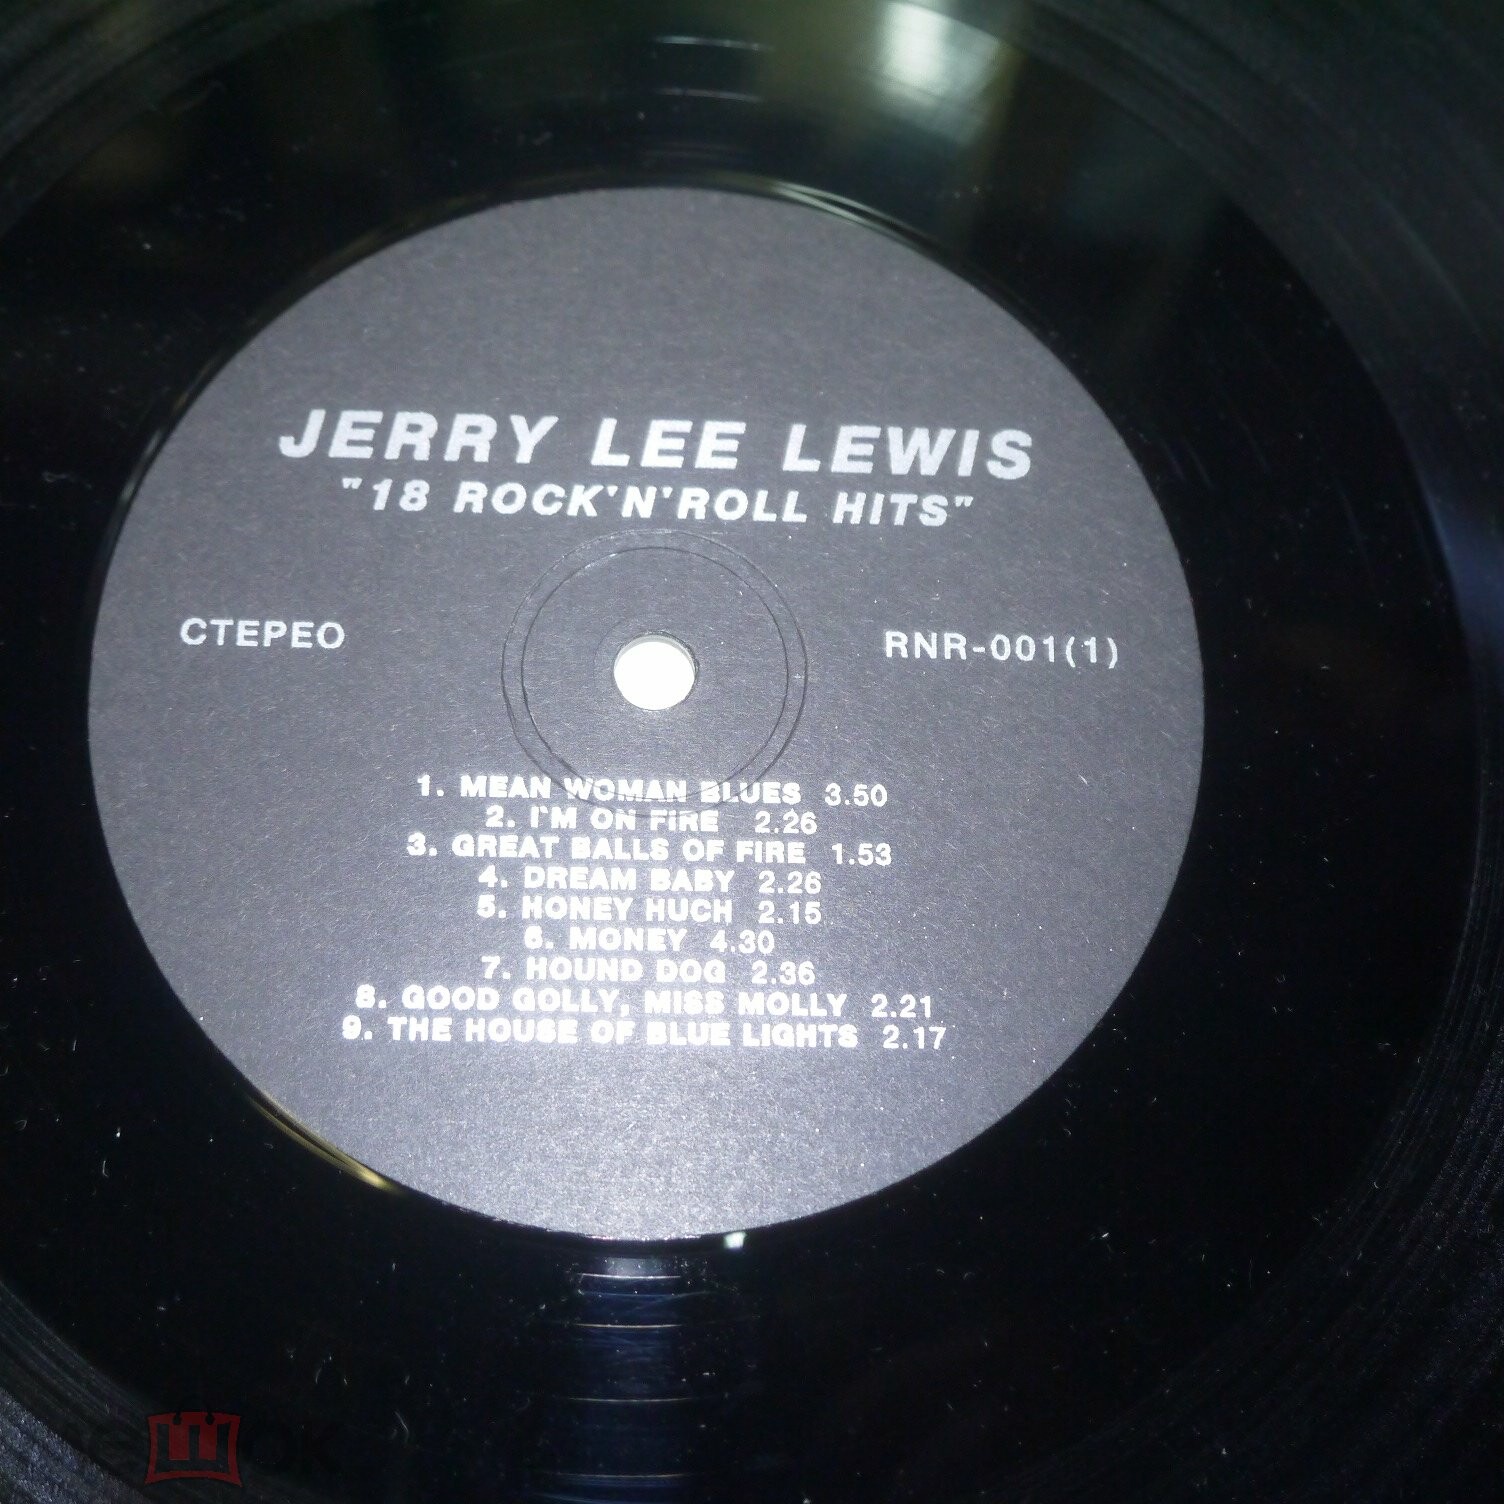 JERRY LEE LEWIS
"18 ROCK'N'ROLL HITS"
СТЕРЕО
RNR-001(1)
1. MEAN WOMAN BLUES 3.50
2. I'M ON FIRE 2.26
3. GREAT BALLS OF FIRE 1.53
4. DREAM BABY 2.26
5. HONEY HUCH 2.15
6. MONEY 4.30
7. HOUND DOG 2.36
8. GOOD GOLLY, MISS MOLLY 2.21
9. THE HOUSE OF BLUE LIGHTS 2.17
мешок